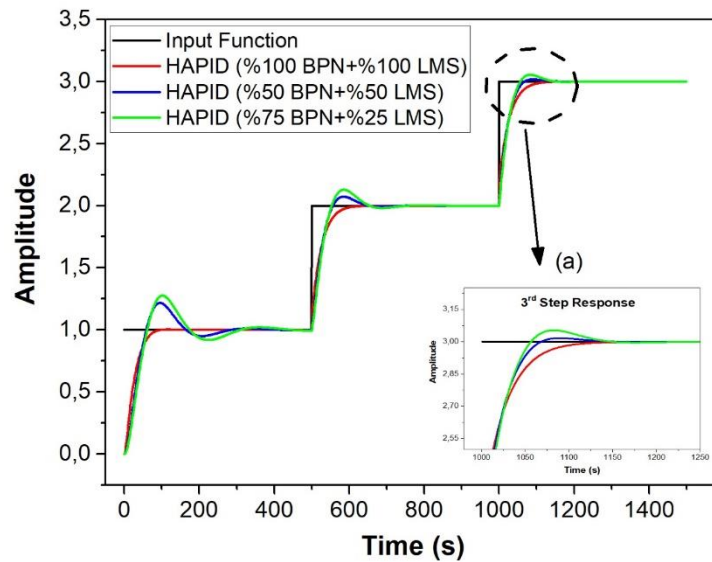 3,5
3,0
2,5
2,0
1,5
1,0
0,5
0,0
Amplitude
Input Function
HAPID (%100 BPN+%100 LMS)
HAPID (%50 BPN+%50 LMS)
HAPID (%75 BPN+%25 LMS)
(a)
3rd Step Response
3,15
3,00
2,85
2,70
2,55
Amplitude
1000 1050 1100 1150 1200 1250
Time (s)
0 200 400 600 800 1000 1200 1400
Time (s)